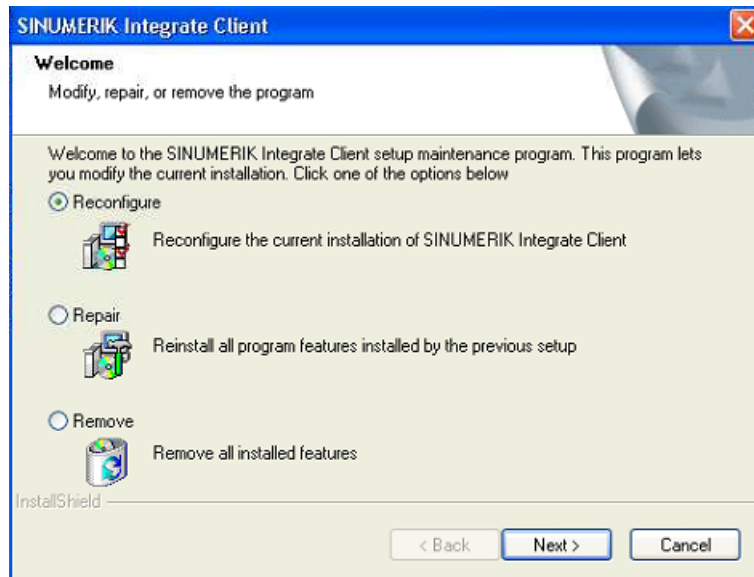 SINUMERIK Integrate Client
Welcome
Modify, repair, or remove the program
Welcome to the SINUMERIK Integrate Client setup maintenance program. This program lets
you modify the current installation. Click one of the options below
Reconfigure
Reconfigure the current installation of SINUMERIK Integrate Client
Repair
Reinstall all program features installed by the previous setup
Remove
Remove all installed features
InstallShield
< Back
Next >
Cancel